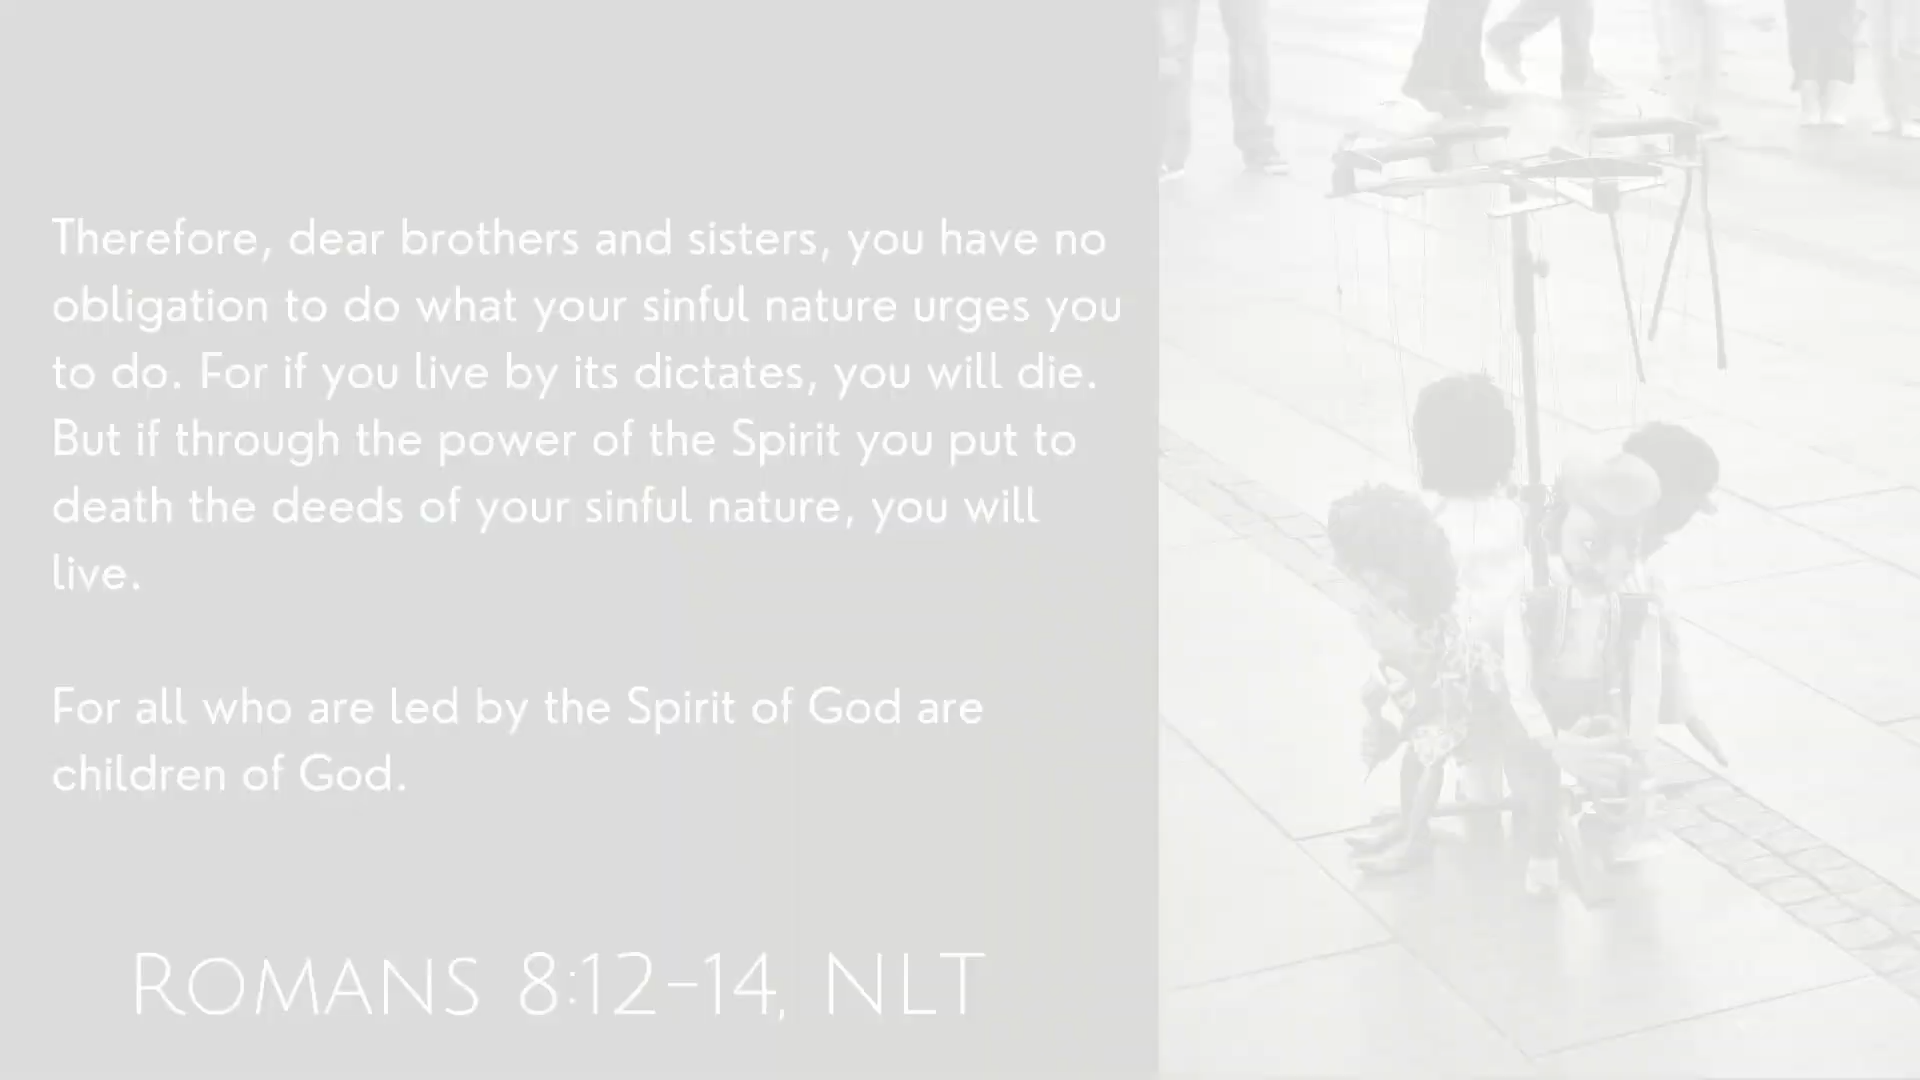 Therefore, dear brothers and sisters, you have no
obligation to do what your sinful nature urges you
to do. For if you live by its dictates, you will die.
But if through the power of the Spirit you put to
death the deeds of your sinful nature, you will
live.
For all who are led by the Spirit of God are
children of God.
Romans 8:12-14, NLT